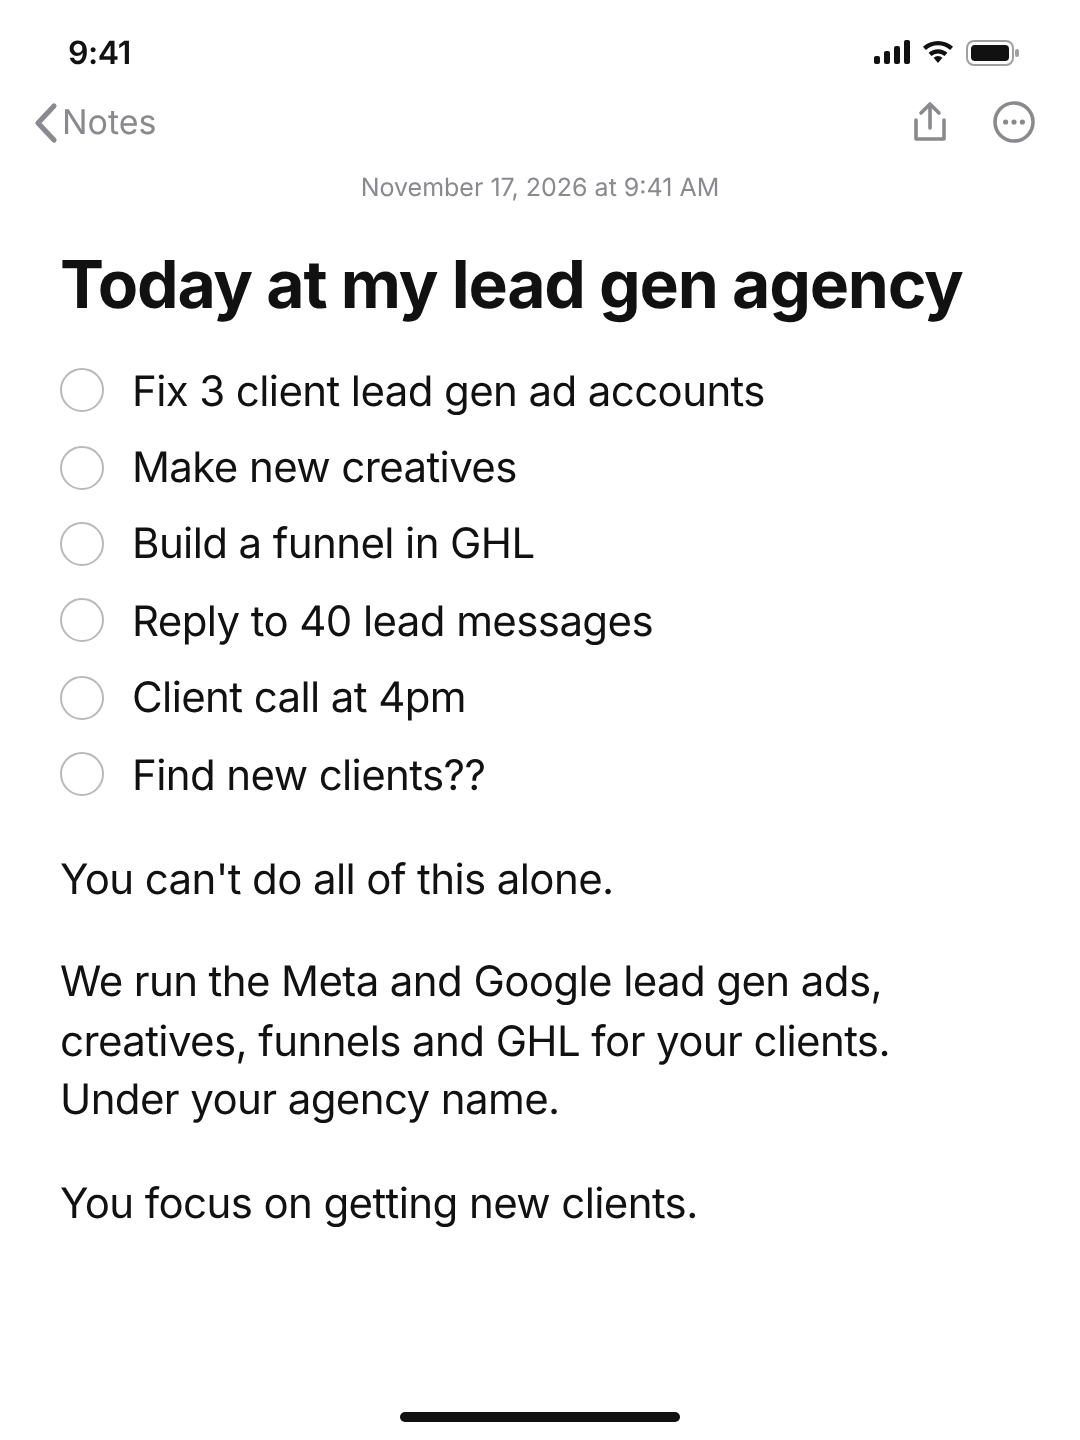 9:41
Notes
November 17, 2026 at 9:41 AM
Today at my lead gen agency
Fix 3 client lead gen ad accounts
Make new creatives
Build a funnel in GHL
Reply to 40 lead messages
Client call at 4pm
Find new clients??
You can't do all of this alone.
We run the Meta and Google lead gen ads,
creatives, funnels and GHL for your clients.
Under your agency name.
You focus on getting new clients.